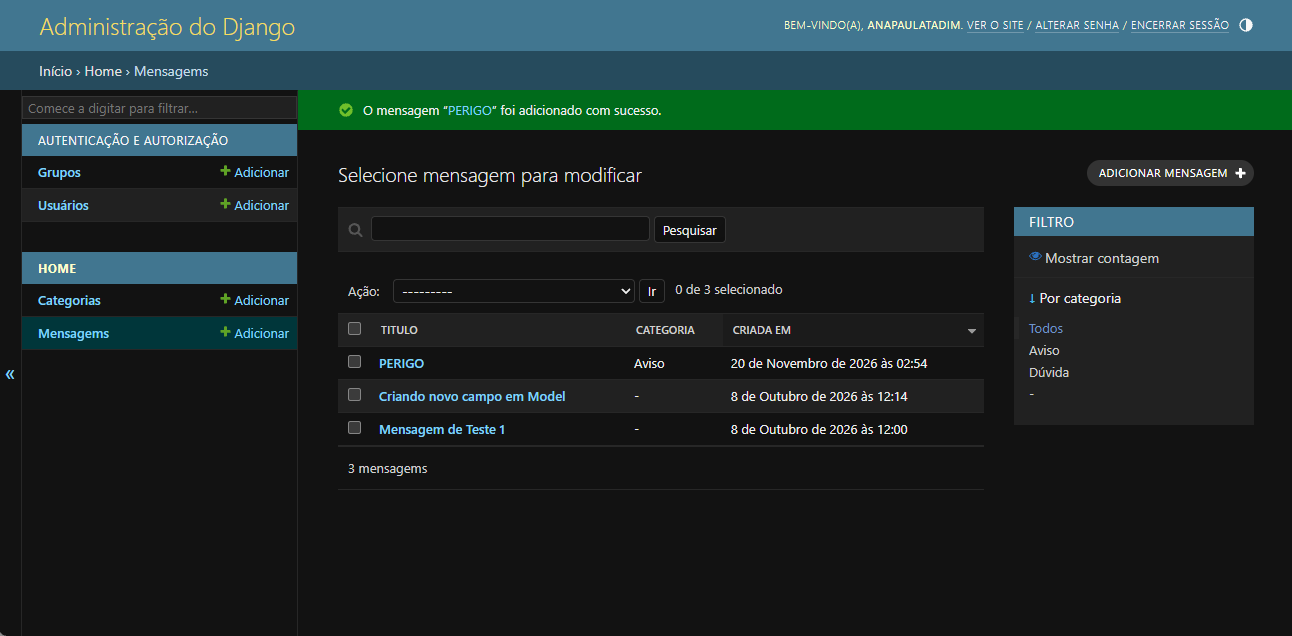 Administração do Django
BEM-VINDO(A), ANAPAULATADIM. VER O SITE / ALTERAR SENHA / ENCERRAR SESSÃO
Início › Home › Mensagems
Comece a digitar para filtrar...
AUTENTICAÇÃO E AUTORIZAÇÃO
Grupos + Adicionar
Usuários + Adicionar
HOME
Categorias + Adicionar
Mensagems + Adicionar
«
O mensagem “PERIGO” foi adicionado com sucesso.
Selecione mensagem para modificar
ADICIONAR MENSAGEM +
Pesquisar
Ação: --------- Ir 0 de 3 selecionado
TITULO CATEGORIA CRIADA EM
PERIGO Aviso 20 de Novembro de 2026 às 02:54
Criando novo campo em Model - 8 de Outubro de 2026 às 12:14
Mensagem de Teste 1 - 8 de Outubro de 2026 às 12:00
3 mensagems
FILTRO
Mostrar contagem
↓ Por categoria
Todos
Aviso
Dúvida
-